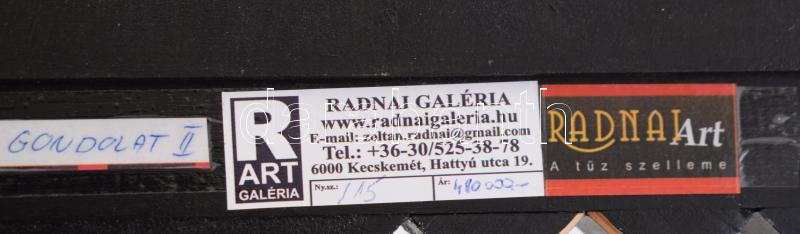 GONDOLAT II
R
ART
GALÉRIA
RADNAI GALÉRIA
www.radnaigaleria.hu
E-mail: zoltan.radnai@gmail.com
Tel.: +36-30/525-38-78
6000 Kecskemét, Hattyú utca 19.
Ny.sz.: 115
Ár: 480 000-
RADNAI Art
A tűz szelleme